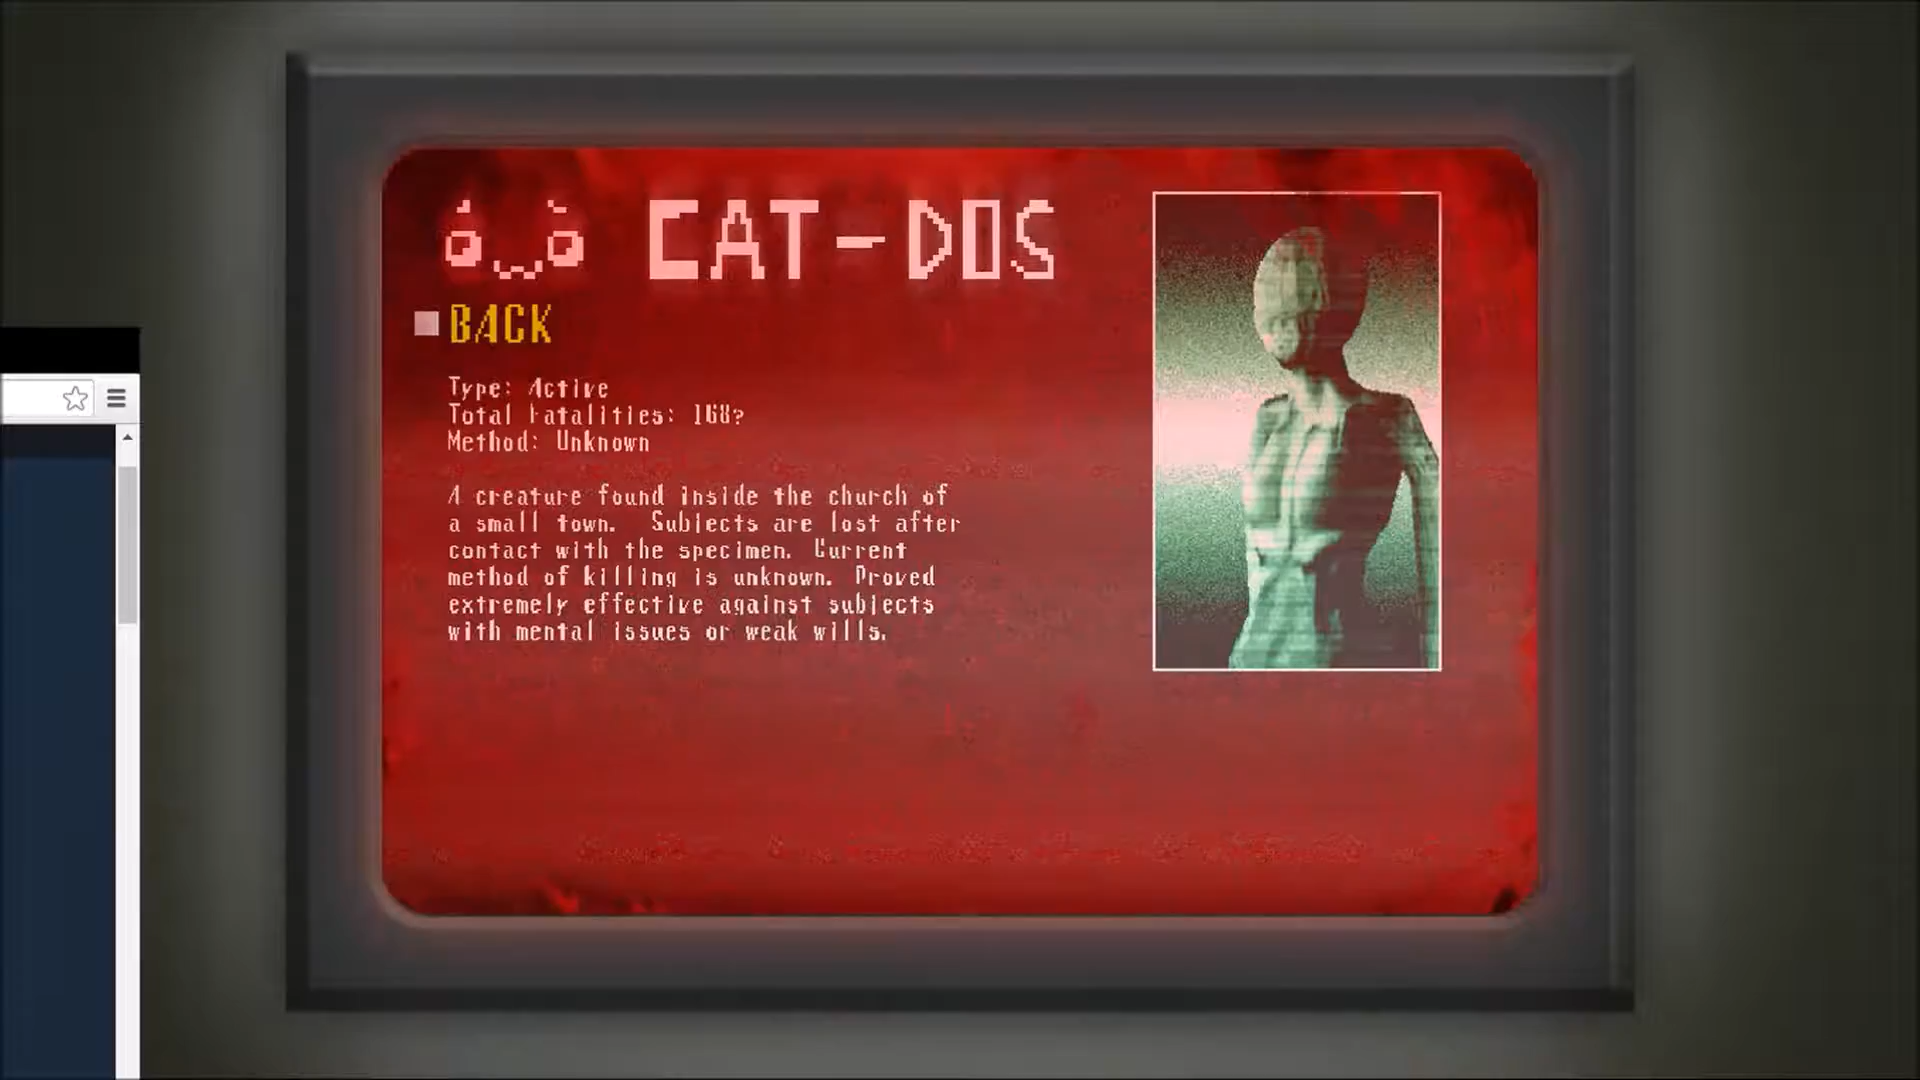 CAT-DOS
BACK
Type: Active
Total Fatalities: 168?
Method: Unknown
A creature found inside the church of
a small town. Subjects are lost after
contact with the specimen. Current
method of killing is unknown. Proved
extremely effective against subjects
with mental issues or weak wills.